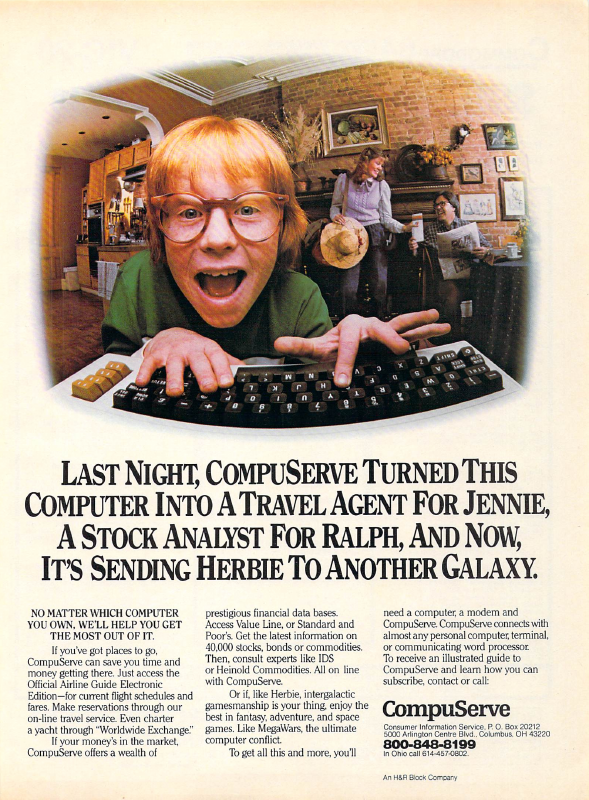 LAST NIGHT, COMPUSERVE TURNED THIS
COMPUTER INTO A TRAVEL AGENT FOR JENNIE,
A STOCK ANALYST FOR RALPH, AND NOW,
IT'S SENDING HERBIE TO ANOTHER GALAXY.
NO MATTER WHICH COMPUTER
YOU OWN, WE'LL HELP YOU GET
THE MOST OUT OF IT.
If you've got places to go,
CompuServe can save you time and
money getting there. Just access the
Official Airline Guide Electronic
Edition—for current flight schedules and
fares. Make reservations through our
on-line travel service. Even charter
a yacht through "Worldwide Exchange."
If your money's in the market,
CompuServe offers a wealth of
prestigious financial data bases.
Access Value Line, or Standard and
Poor's. Get the latest information on
40,000 stocks, bonds or commodities.
Then, consult experts like IDS
or Heinold Commodities. All on line
with CompuServe.
Or if, like Herbie, intergalactic
gamesmanship is your thing, enjoy the
best in fantasy, adventure, and space
games. Like MegaWars, the ultimate
computer conflict.
To get all this and more, you'll
need a computer, a modem and
CompuServe. CompuServe connects with
almost any personal computer, terminal,
or communicating word processor.
To receive an illustrated guide to
CompuServe and learn how you can
subscribe, contact or call:
CompuServe
Consumer Information Service, P. O. Box 20212
5000 Arlington Centre Blvd., Columbus, OH 43220
800-848-8199
In Ohio call 614-457-0802.
An H&R Block Company